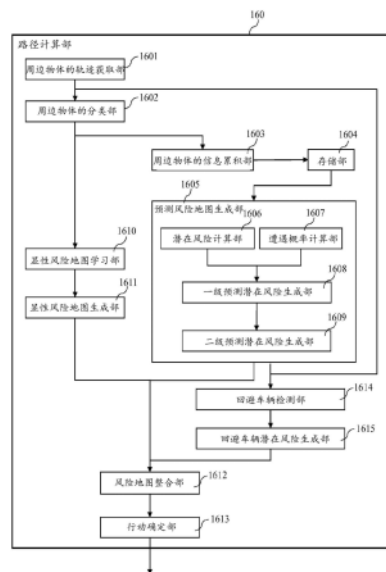 160
路径计算部
周边物体的轨迹获取部
1601
周边物体的分类部
1602
1603
周边物体的信息累积部
1604
存储部
1605
预测风险地图生成部
1606
潜在风险计算部
1607
遭遇概率计算部
1608
一级预测潜在风险生成部
1609
二级预测潜在风险生成部
1610
显性风险地图学习部
1611
显性风险地图生成部
1614
回避车辆检测部
1615
回避车辆潜在风险生成部
1612
风险地图整合部
1613
行动确定部